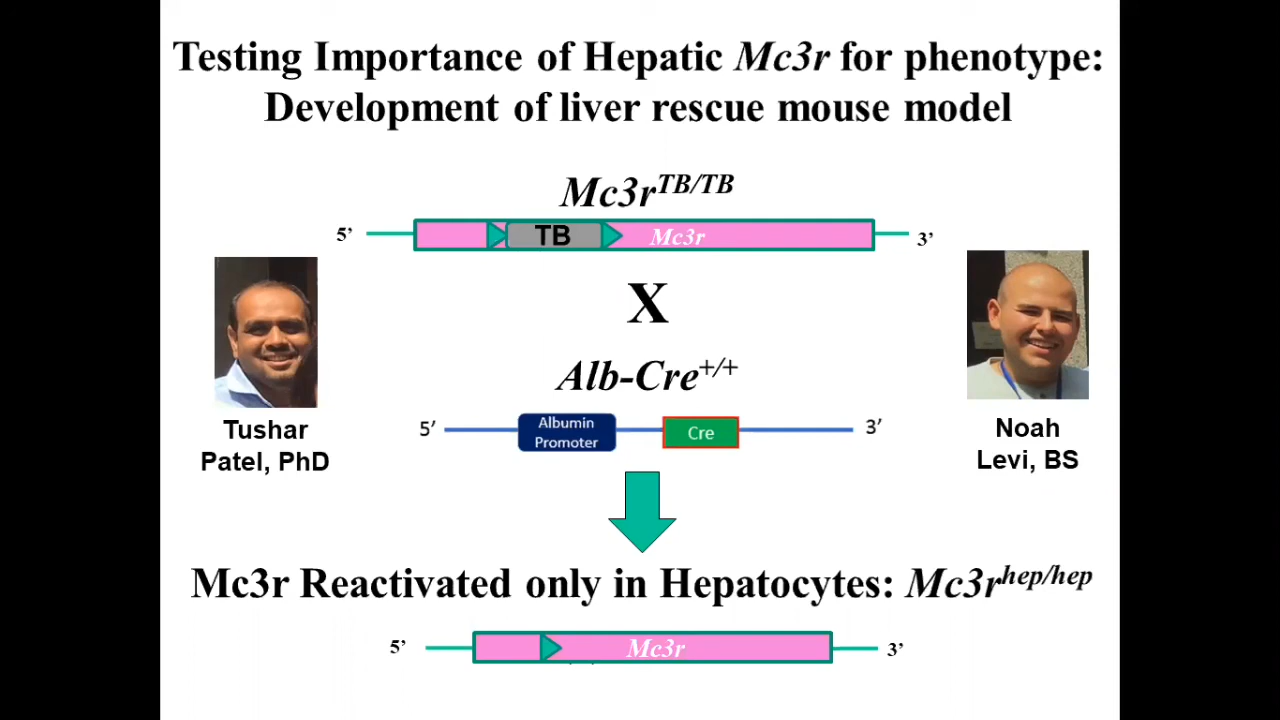 Testing Importance of Hepatic Mc3r for phenotype:
Development of liver rescue mouse model
Mc3rTB/TB
5’ TB Mc3r 3’
X
Alb-Cre+/+
5’ Albumin Promoter Cre 3’
Tushar
Patel, PhD
Noah
Levi, BS
Mc3r Reactivated only in Hepatocytes: Mc3rhep/hep
5’ Mc3r 3’